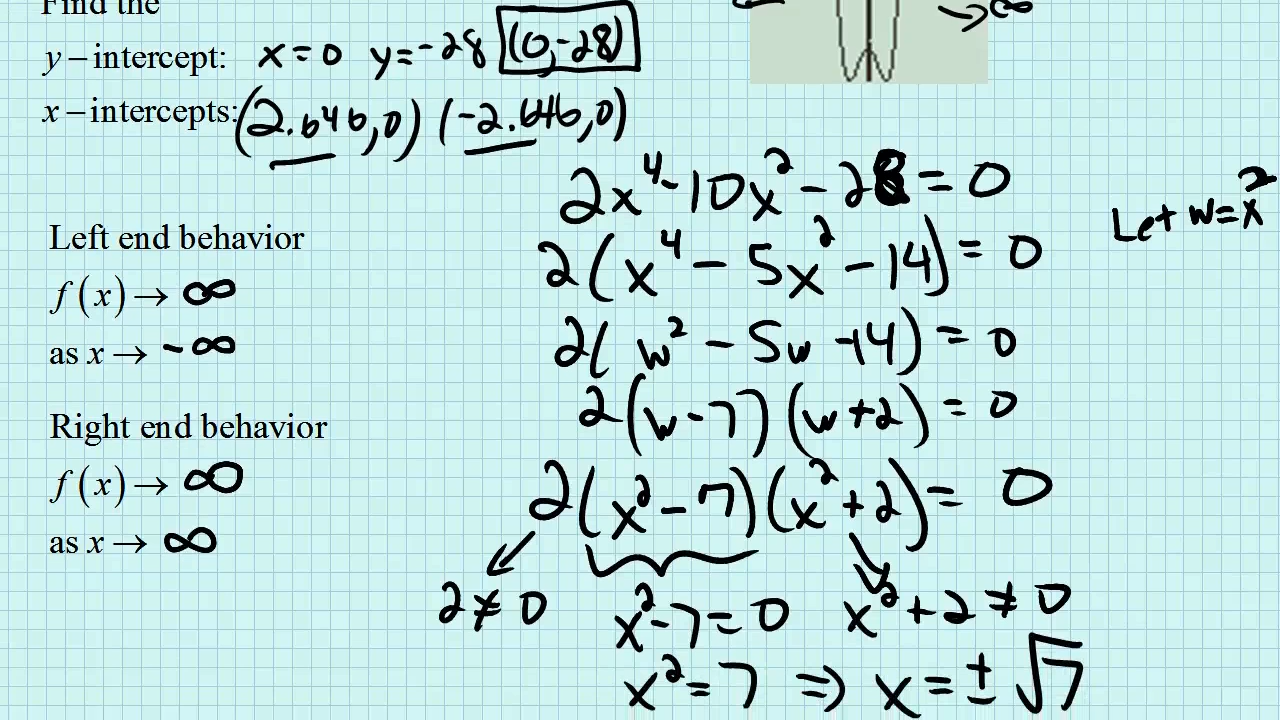 Find the
y – intercept: x = 0 y = -28 (0, -28)
x – intercepts: (2.646, 0) (-2.646, 0)
→ ∞
2x⁴ - 10x² - 28 = 0
Let w = x²
2(x⁴ - 5x² - 14) = 0
2(w² - 5w - 14) = 0
2(w - 7)(w + 2) = 0
2(x² - 7)(x² + 2) = 0
2 ≠ 0 x² - 7 = 0 x² + 2 ≠ 0
x² = 7 ⇒ x = ± √7
Left end behavior
f(x) → ∞
as x → -∞
Right end behavior
f(x) → ∞
as x → ∞